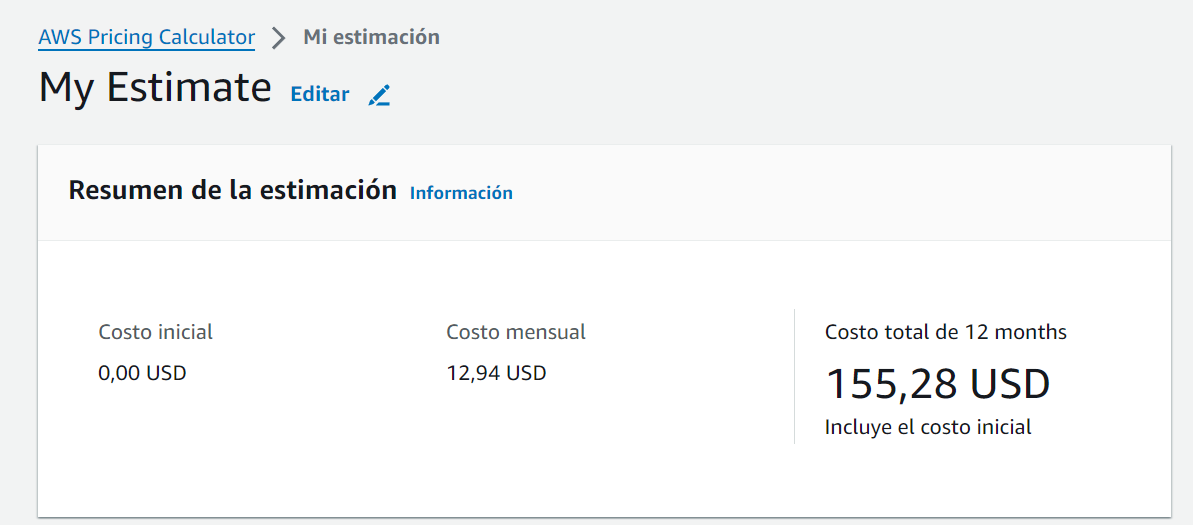 AWS Pricing Calculator > Mi estimación
My Estimate Editar
Resumen de la estimación Información
Costo inicial
0,00 USD
Costo mensual
12,94 USD
Costo total de 12 months
155,28 USD
Incluye el costo inicial